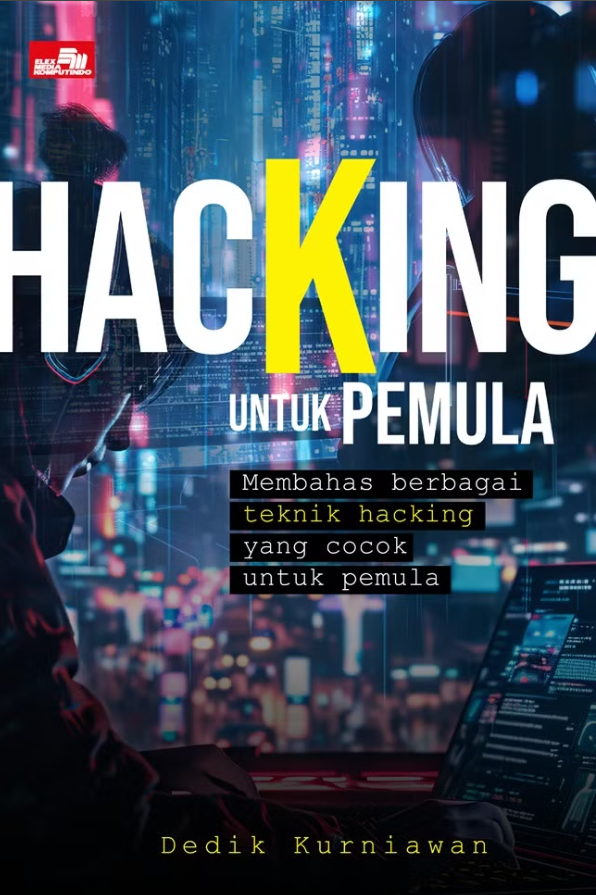 ELEX
MEDIA
KOMPUTINDO
HACKING
UNTUK PEMULA
Membahas berbagai
teknik hacking
yang cocok
untuk pemula
Dedik Kurniawan